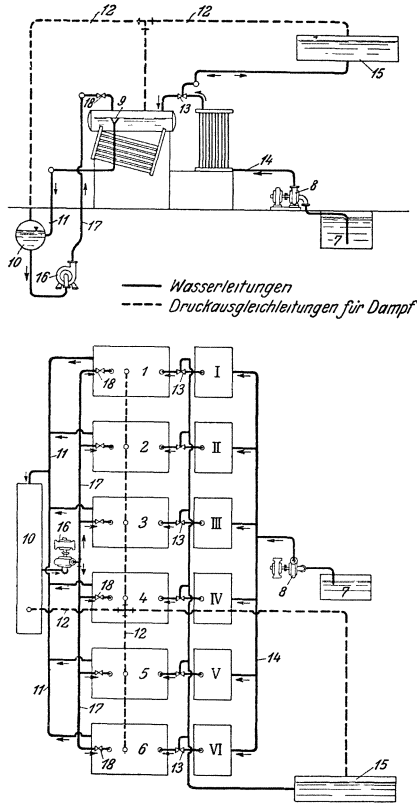 12 12
15
18 9 13
14
8
7
11 17
10
16
Wasserleitungen
Druckausgleichleitungen für Dampf
18 1 13 I
2 II
11
17
10 16 3 13 III
8 7
18 4 IV
12 12
14
5 V
11 17
15
18 6 13 VI